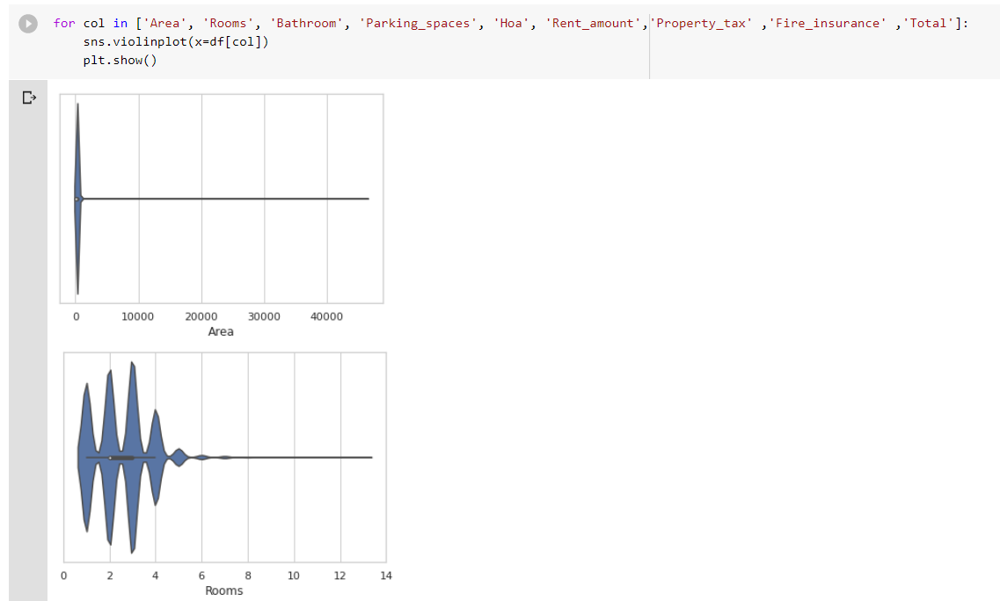 for col in ['Area', 'Rooms', 'Bathroom', 'Parking_spaces', 'Hoa', 'Rent_amount','Property_tax' ,'Fire_insurance' ,'Total']:
    sns.violinplot(x=df[col])
    plt.show()
0 10000 20000 30000 40000
Area
0 2 4 6 8 10 12 14
Rooms